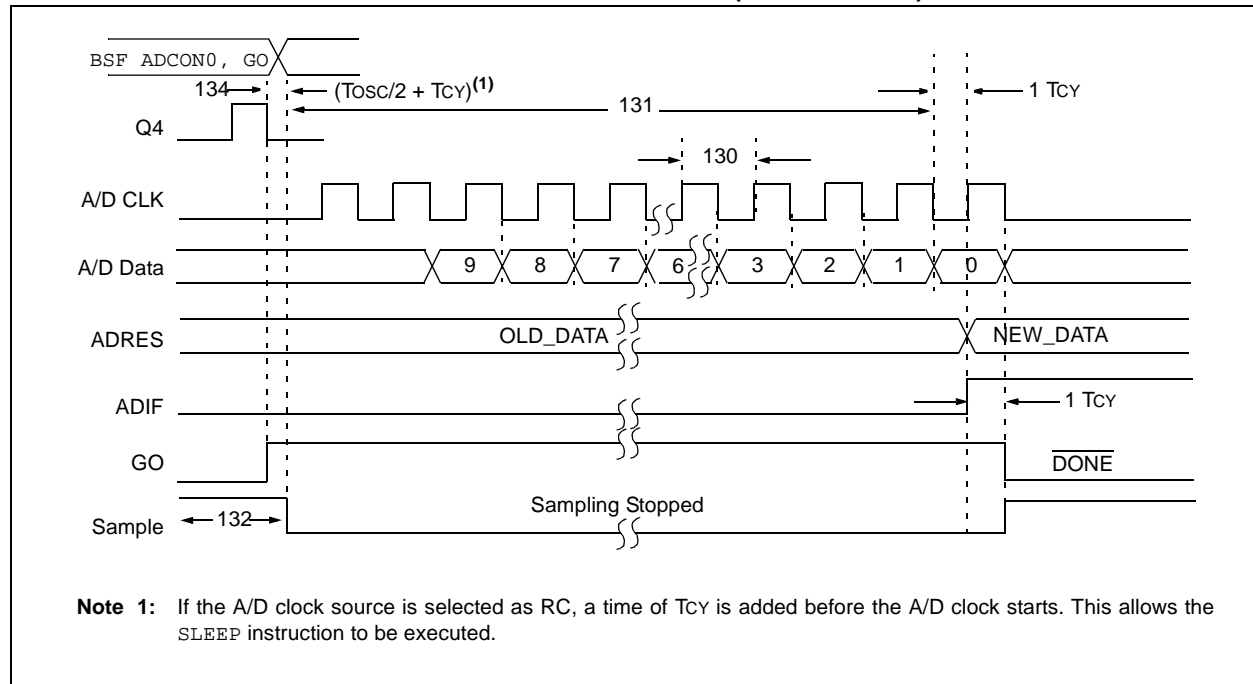 BSF ADCON0, GO
134 (TOSC/2 + TCY)(1) 131 1 TCY
Q4
130
A/D CLK
A/D Data 9 8 7 6 3 2 1 0
ADRES OLD_DATA NEW_DATA
ADIF 1 TCY
GO DONE
Sampling Stopped
Sample 132
Note 1: If the A/D clock source is selected as RC, a time of TCY is added before the A/D clock starts. This allows the
SLEEP instruction to be executed.